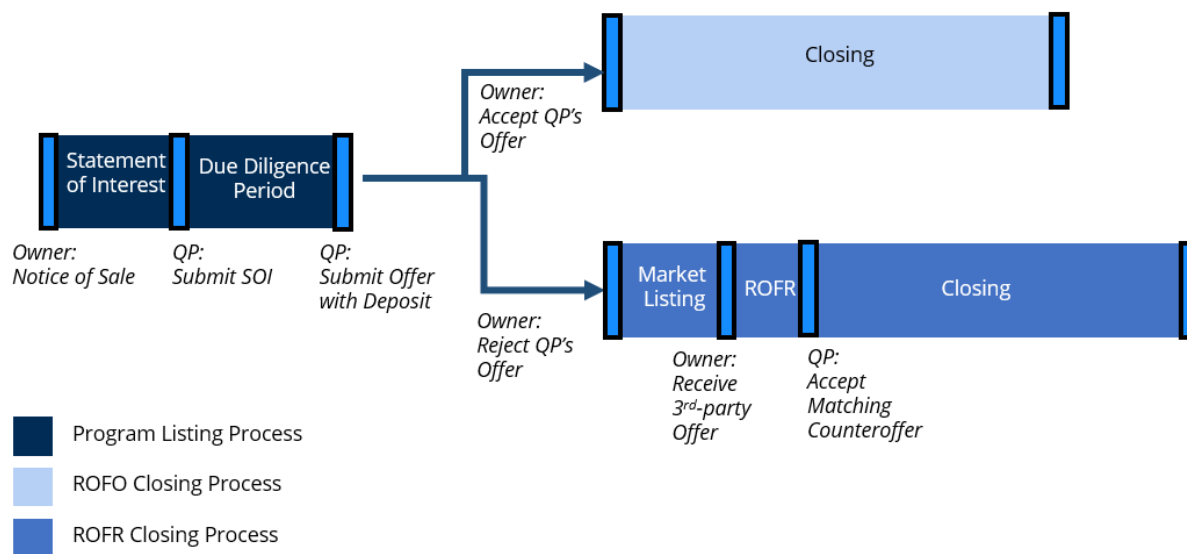 Closing
Owner:
Accept QP's
Offer
Statement
of Interest
Due Diligence
Period
Owner:
Notice of Sale
QP:
Submit SOI
QP:
Submit Offer
with Deposit
Owner:
Reject QP's
Offer
Market
Listing
ROFR
Closing
Owner:
Receive
3rd-party
Offer
QP:
Accept
Matching
Counteroffer
Program Listing Process
ROFO Closing Process
ROFR Closing Process